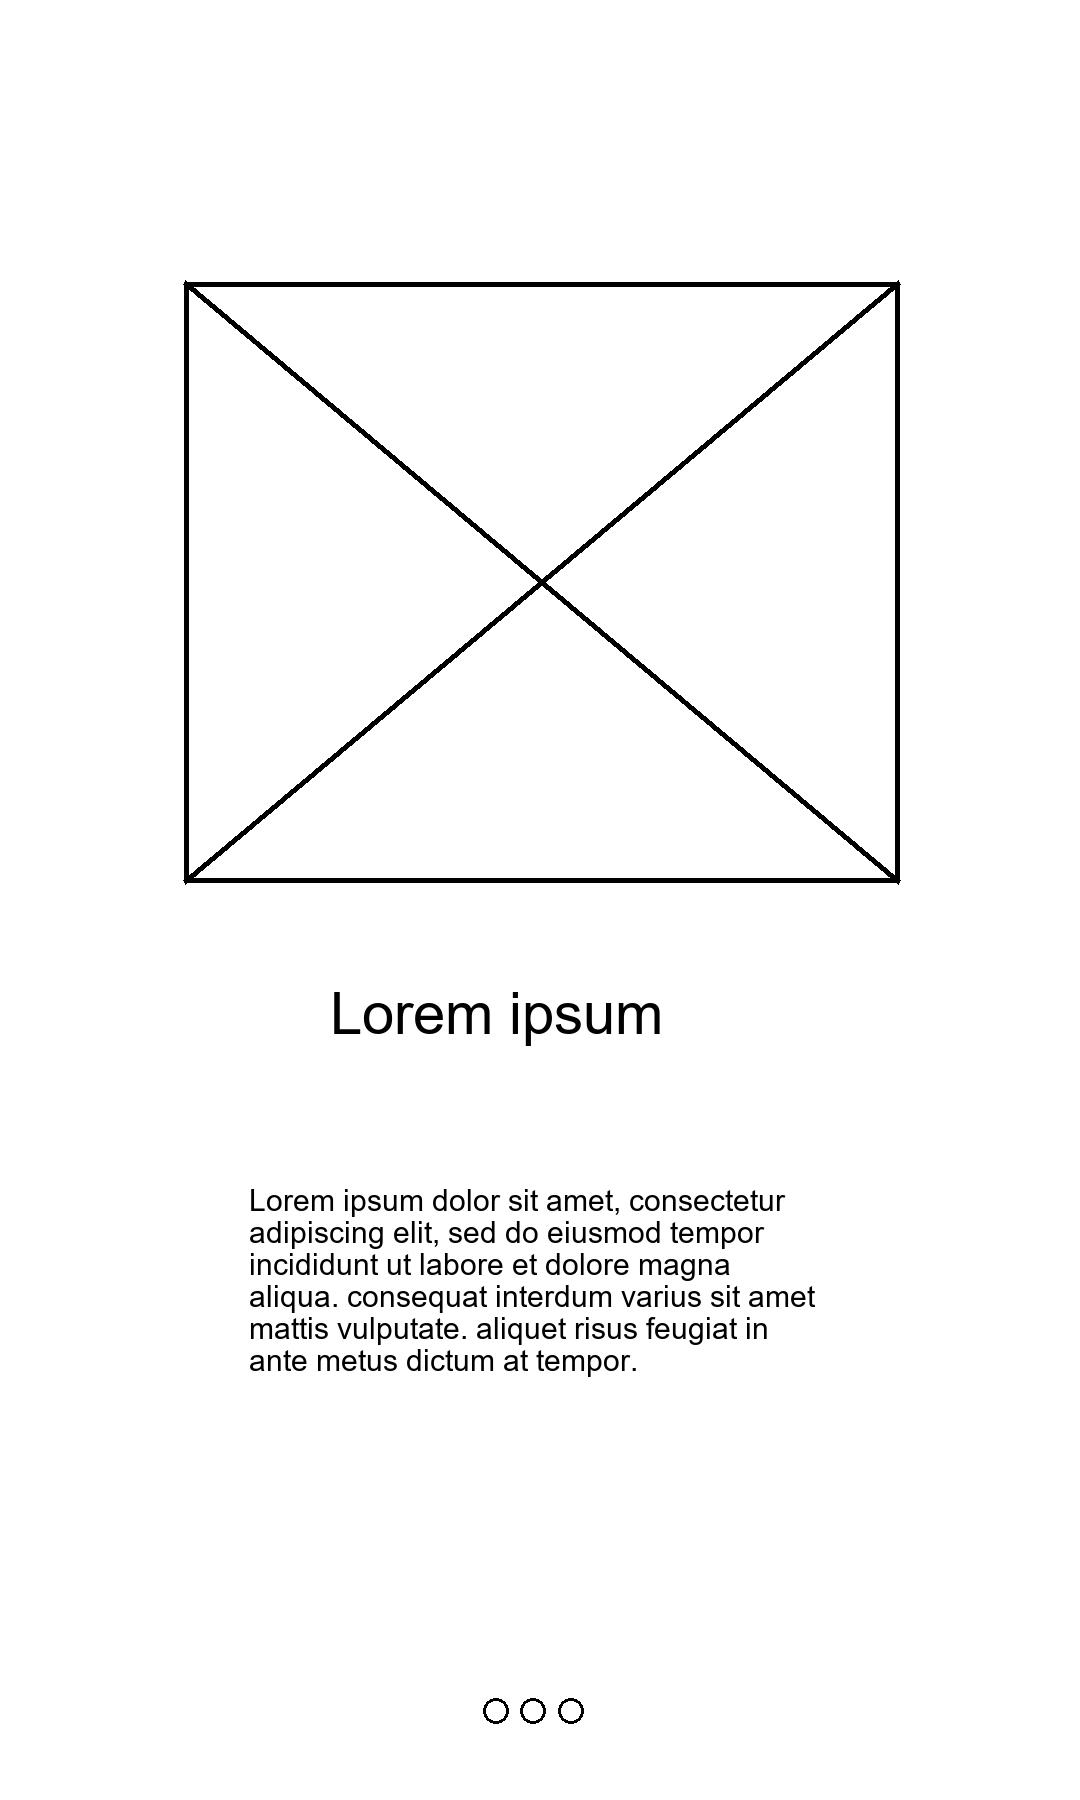 Lorem ipsum
Lorem ipsum dolor sit amet, consectetur
adipiscing elit, sed do eiusmod tempor
incididunt ut labore et dolore magna
aliqua. consequat interdum varius sit amet
mattis vulputate. aliquet risus feugiat in
ante metus dictum at tempor.